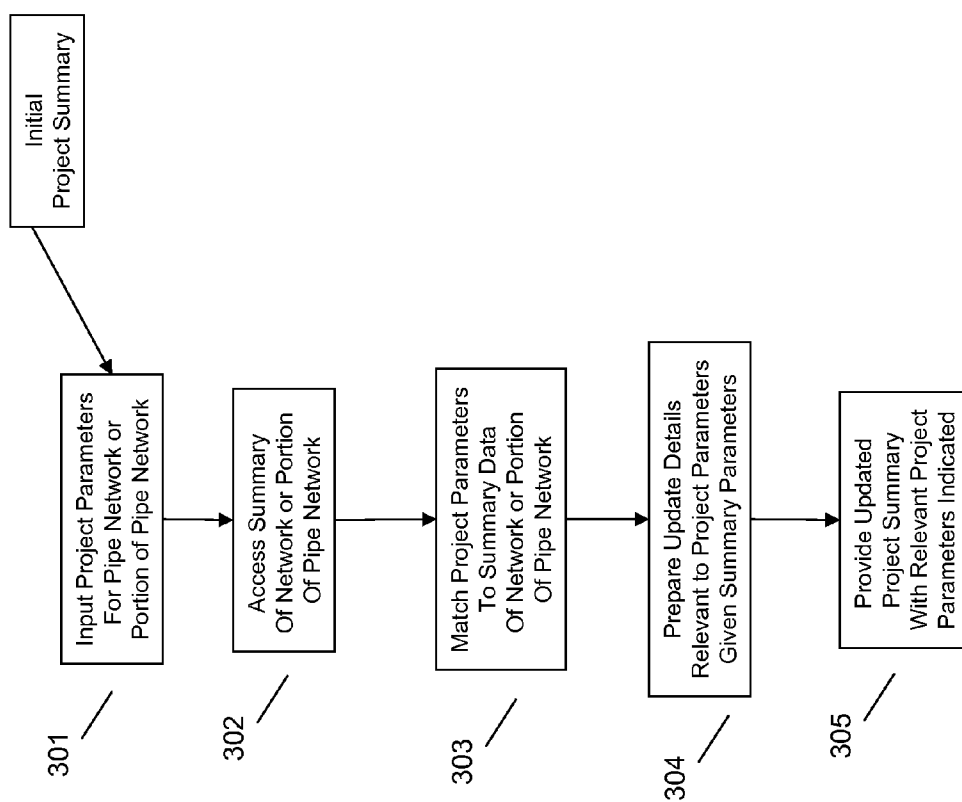 Initial
Project Summary
301
Input Project Parameters
For Pipe Network or
Portion of Pipe Network
302
Access Summary
Of Network or Portion
Of Pipe Network
303
Match Project Parameters
To Summary Data
Of Network or Portion
Of Pipe Network
304
Prepare Update Details
Relevant to Project Parameters
Given Summary Parameters
305
Provide Updated
Project Summary
With Relevant Project
Parameters Indicated